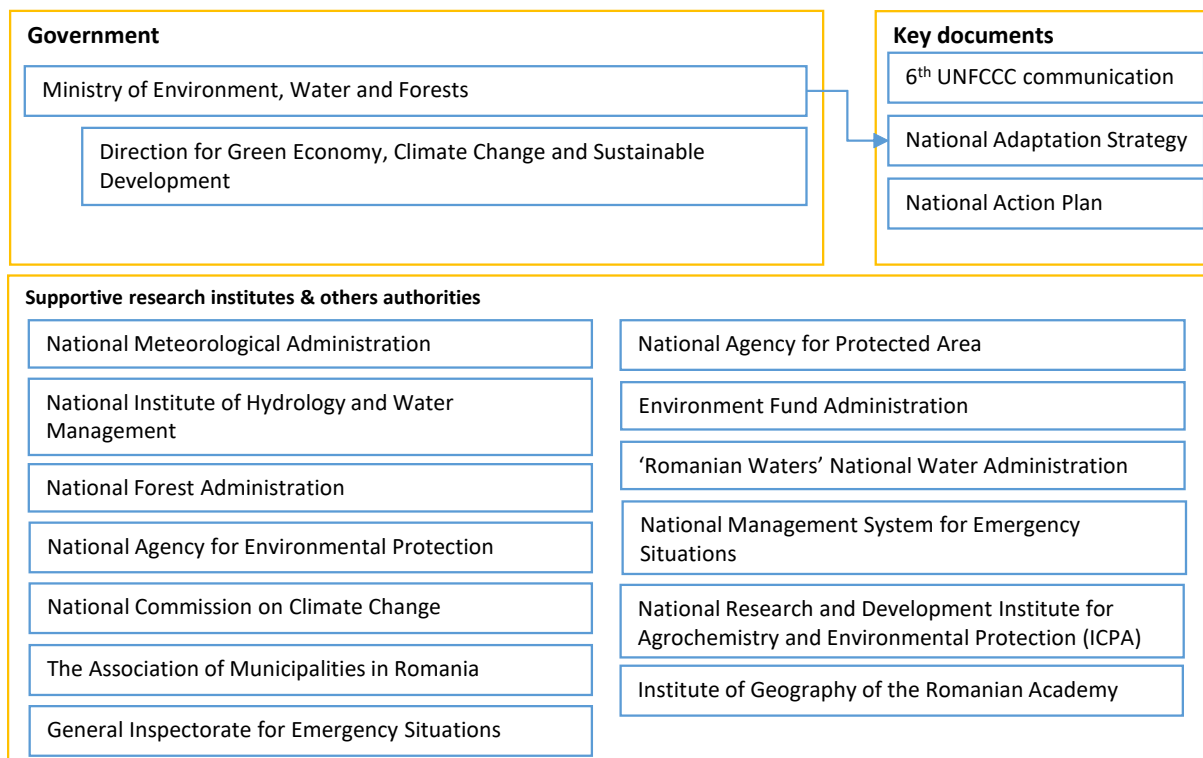 Government
Ministry of Environment, Water and Forests
Direction for Green Economy, Climate Change and Sustainable
Development
Key documents
6th UNFCCC communication
National Adaptation Strategy
National Action Plan
Supportive research institutes & others authorities
National Meteorological Administration
National Institute of Hydrology and Water
Management
National Forest Administration
National Agency for Environmental Protection
National Commission on Climate Change
The Association of Municipalities in Romania
General Inspectorate for Emergency Situations
National Agency for Protected Area
Environment Fund Administration
‘Romanian Waters’ National Water Administration
National Management System for Emergency
Situations
National Research and Development Institute for
Agrochemistry and Environmental Protection (ICPA)
Institute of Geography of the Romanian Academy